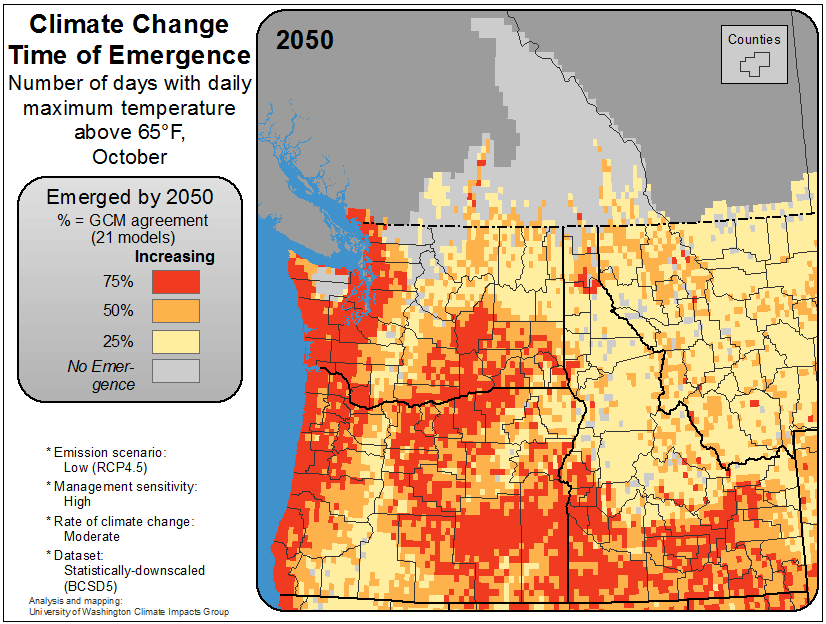 Climate Change
Time of Emergence
Number of days with daily
maximum temperature
above 65°F,
October
Emerged by 2050
% = GCM agreement
(21 models)
Increasing
75%
50%
25%
No Emer-
gence
* Emission scenario:
Low (RCP4.5)
* Management sensitivity:
High
* Rate of climate change:
Moderate
* Dataset:
Statistically-downscaled
(BCSD5)
Analysis and mapping:
University of Washington Climate Impacts Group
2050
Counties